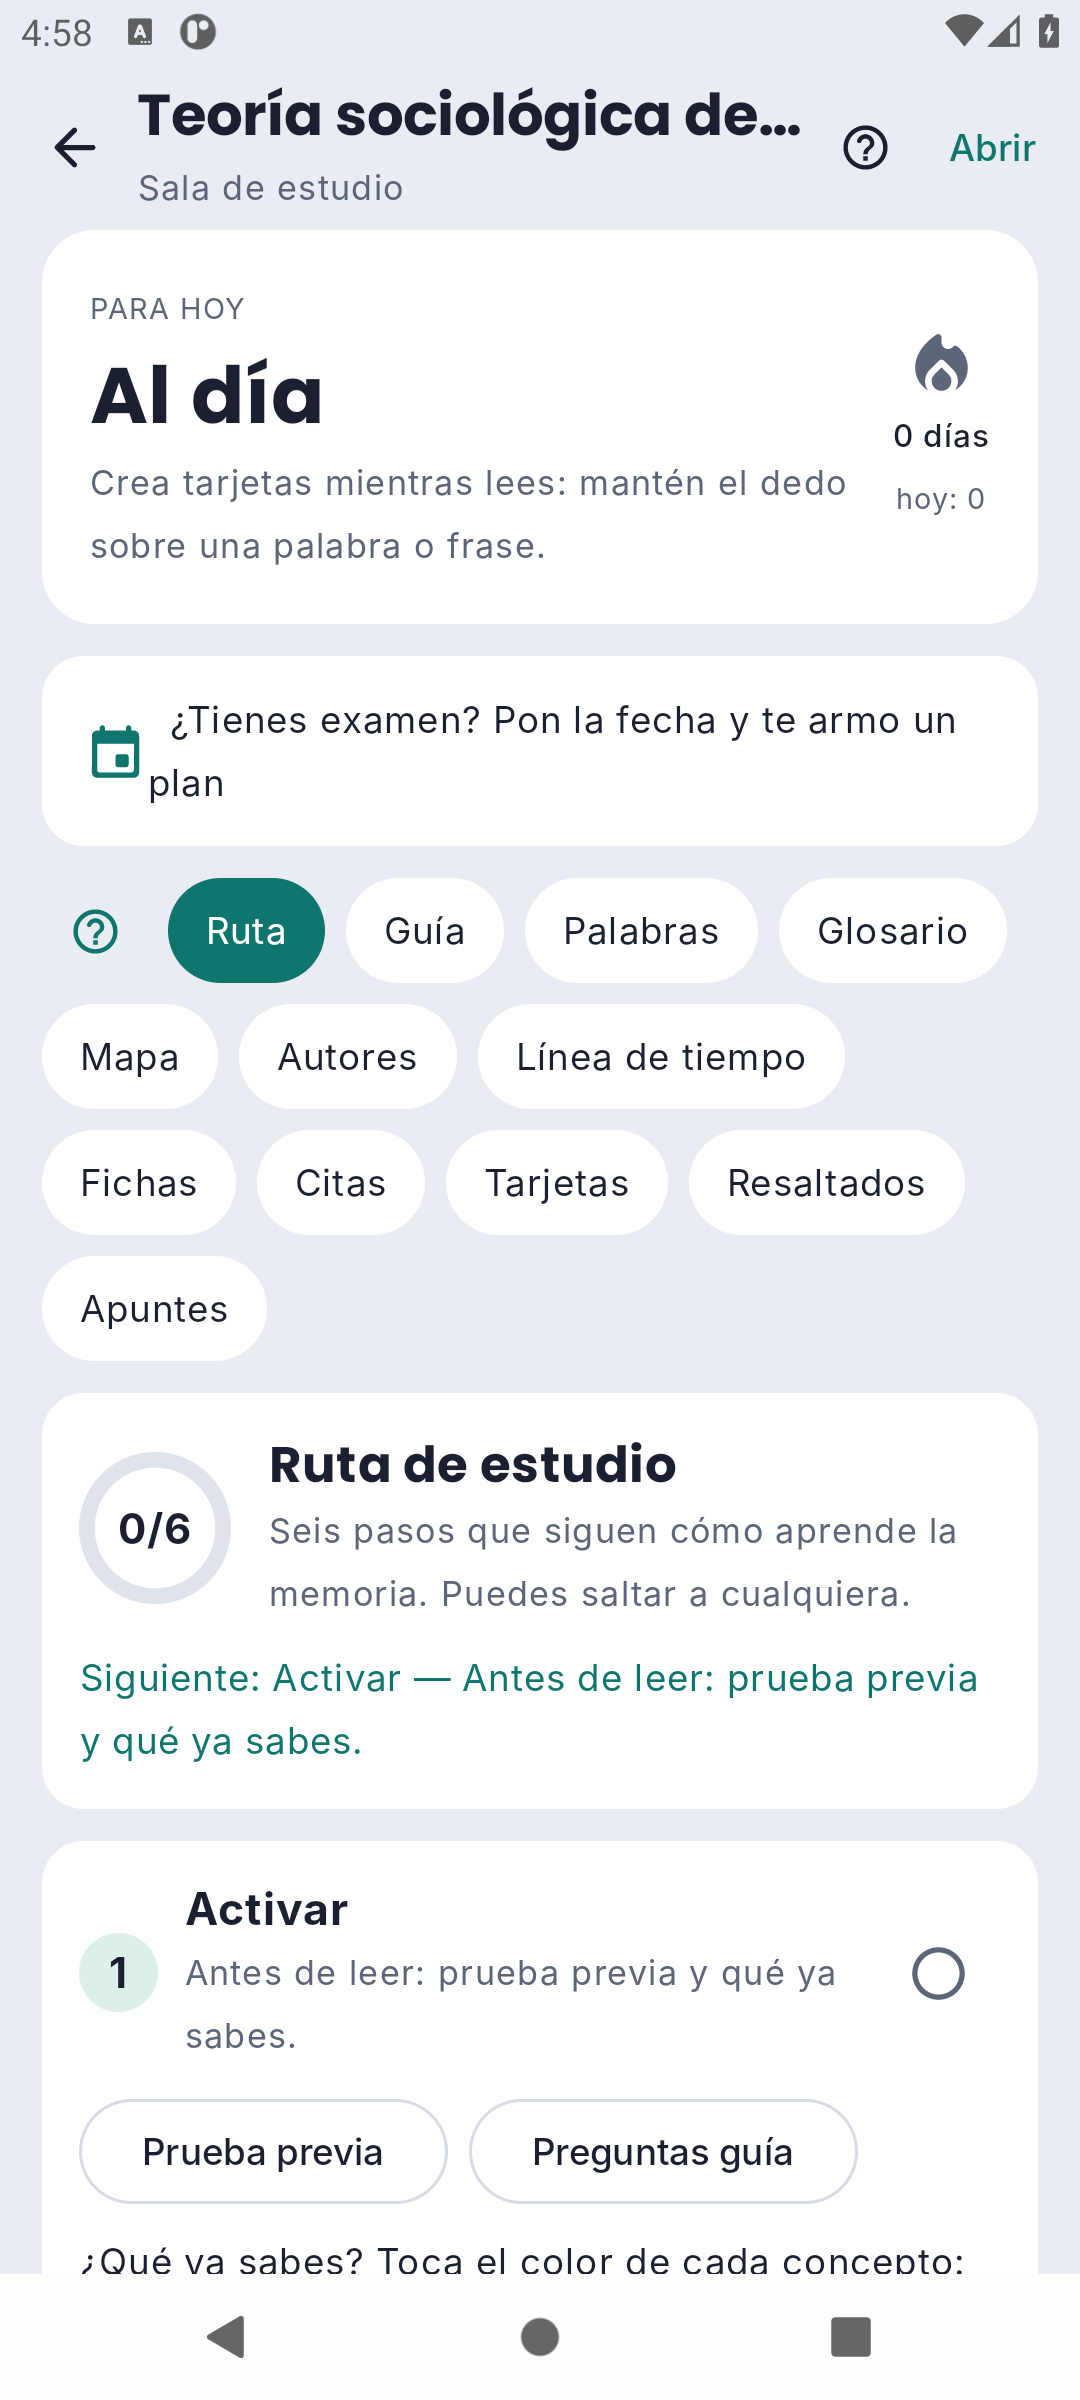 4:58
Teoría sociológica de...
Sala de estudio
Abrir
PARA HOY
Al día
Crea tarjetas mientras lees: mantén el dedo
sobre una palabra o frase.
0 días
hoy: 0
¿Tienes examen? Pon la fecha y te armo un
plan
Ruta
Guía
Palabras
Glosario
Mapa
Autores
Línea de tiempo
Fichas
Citas
Tarjetas
Resaltados
Apuntes
0/6
Ruta de estudio
Seis pasos que siguen cómo aprende la
memoria. Puedes saltar a cualquiera.
Siguiente: Activar — Antes de leer: prueba previa
y qué ya sabes.
1
Activar
Antes de leer: prueba previa y qué ya
sabes.
Prueba previa
Preguntas guía
¿Qué ya sabes? Toca el color de cada concepto: